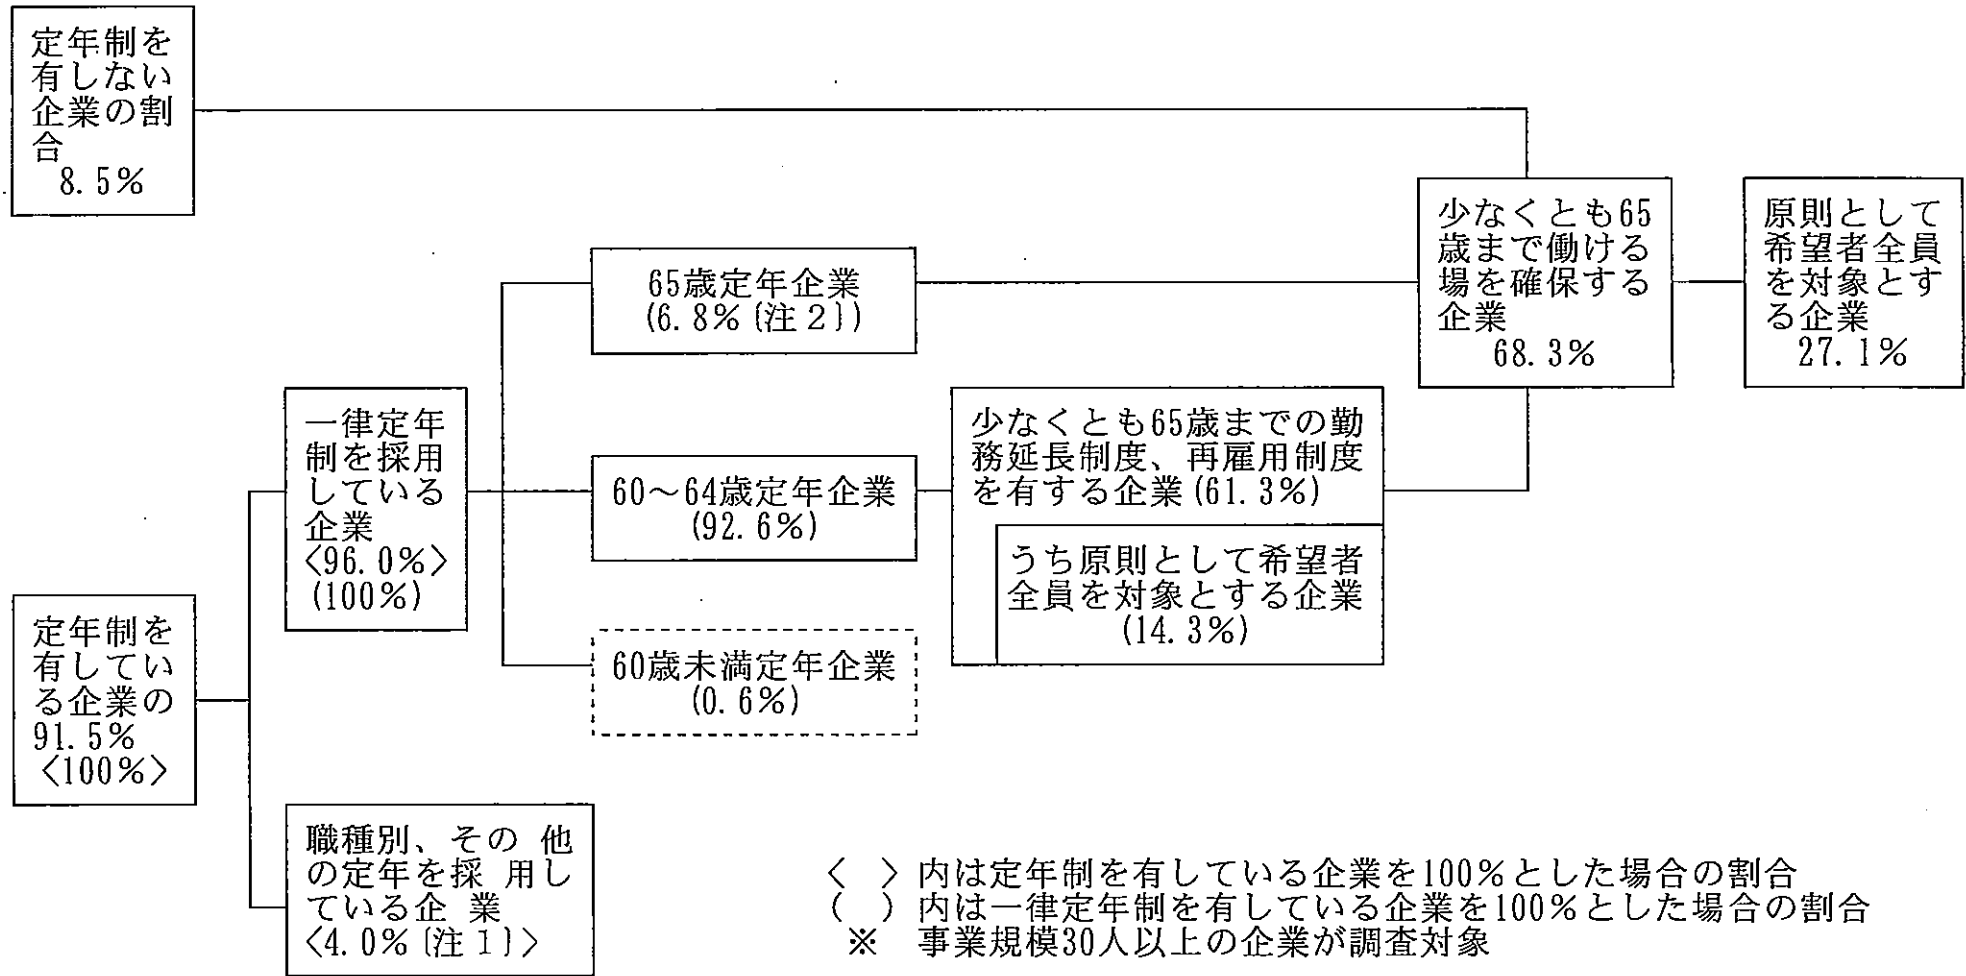 定年制を
有しない
企業の割
合
8.5%
少なくとも65
歳まで働ける
場を確保する
企業
68.3%
原則として
希望者全員
を対象とす
る企業
27.1%
65歳定年企業
(6.8%〔注2〕)
一律定年
制を採用
している
企業
〈96.0%〉
(100%)
60～64歳定年企業
(92.6%)
少なくとも65歳までの勤
務延長制度、再雇用制度
を有する企業(61.3%)
うち原則として希望者
全員を対象とする企業
(14.3%)
60歳未満定年企業
(0.6%)
定年制を
有してい
る企業の
91.5%
〈100%〉
職種別、その 他
の定年を採 用し
ている企 業
〈4.0%〔注1〕〉
〈 〉内は定年制を有している企業を100%とした場合の割合
( )内は一律定年制を有している企業を100%とした場合の割合
※ 事業規模30人以上の企業が調査対象